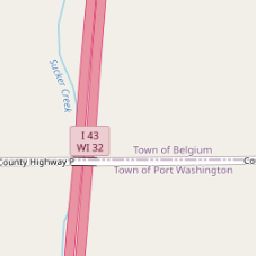 Sucker Creek
I 43
WI 32
Town of Belgium
County Highway P
Co
Town of Port Washington